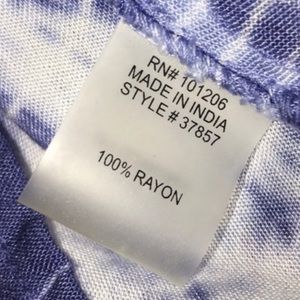 RN# 101206
MADE IN INDIA
STYLE # 37857
100% RAYON